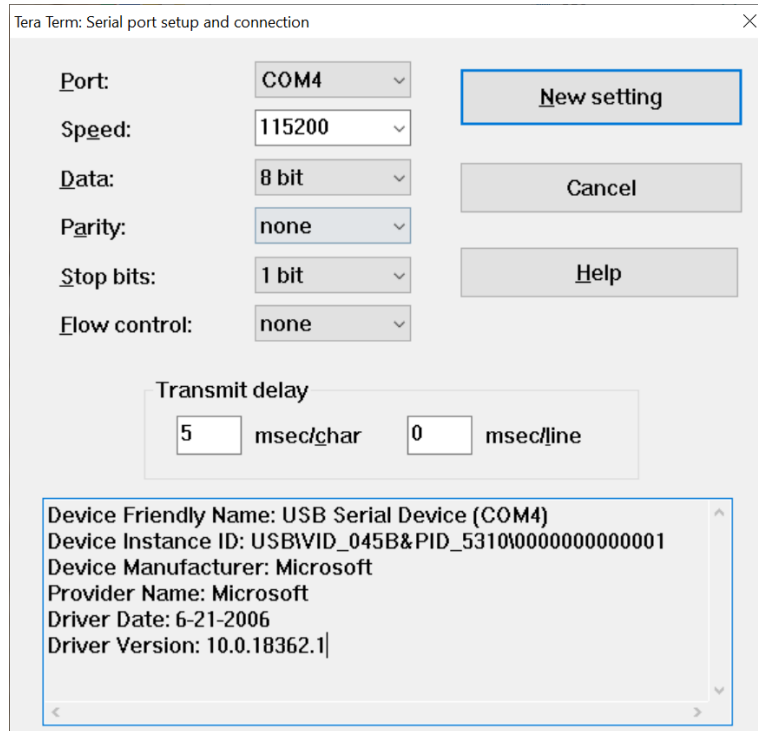 Tera Term: Serial port setup and connection
Port: COM4 New setting
Speed: 115200
Data: 8 bit Cancel
Parity: none
Stop bits: 1 bit Help
Flow control: none
Transmit delay
5 msec/char 0 msec/line
Device Friendly Name: USB Serial Device (COM4)
Device Instance ID: USB\VID_045B&PID_5310\0000000000001
Device Manufacturer: Microsoft
Provider Name: Microsoft
Driver Date: 6-21-2006
Driver Version: 10.0.18362.1